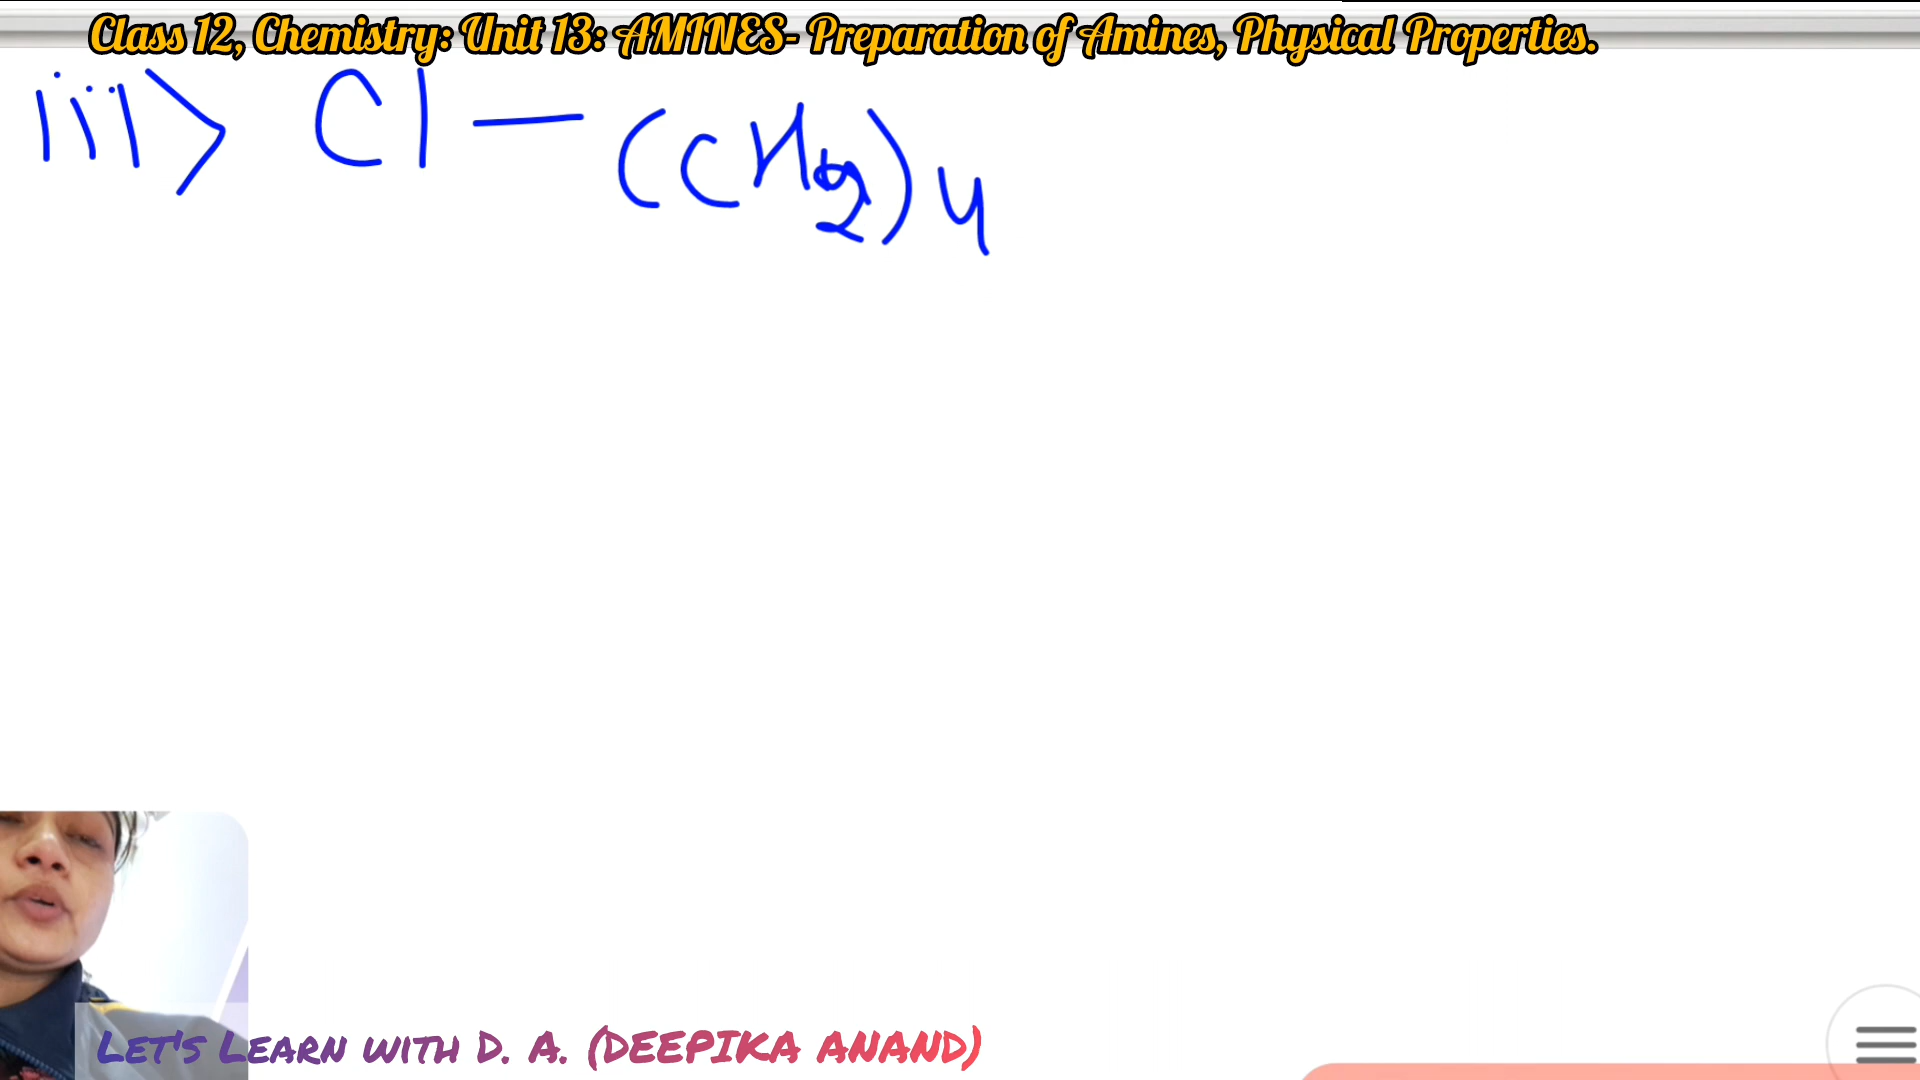 Class 12, Chemistry: Unit 13: AMINES- Preparation of Amines, Physical Properties.
iii> Cl — (CH2)4
LET'S LEARN WITH D. A. (DEEPIKA ANAND)